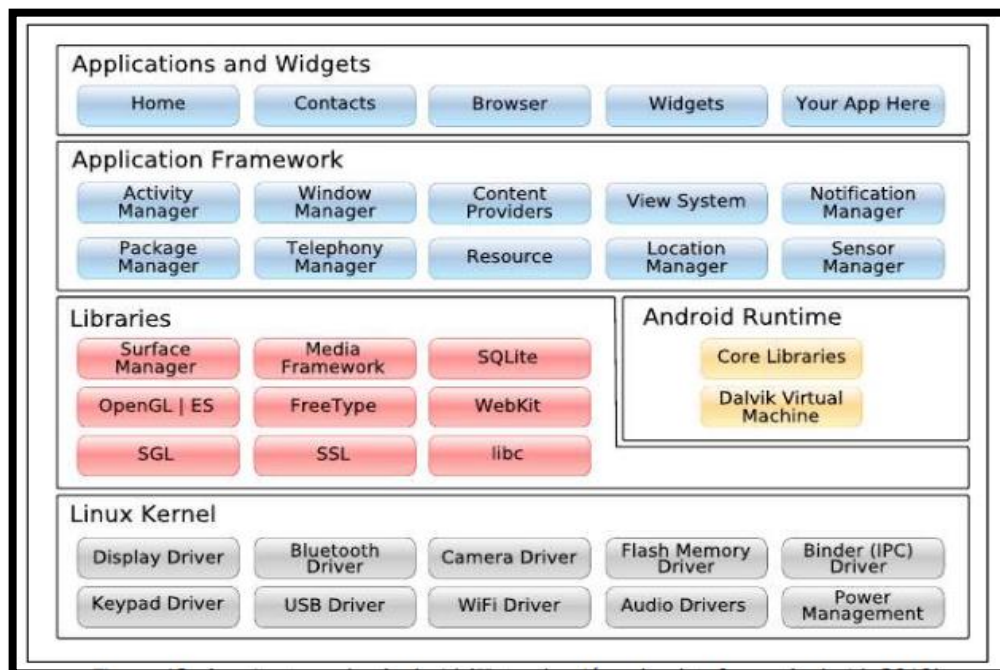 Applications and Widgets
Home
Contacts
Browser
Widgets
Your App Here
Application Framework
Activity
Manager
Window
Manager
Content
Providers
View System
Notification
Manager
Package
Manager
Telephony
Manager
Resource
Location
Manager
Sensor
Manager
Libraries
Surface
Manager
Media
Framework
SQLite
OpenGL | ES
FreeType
WebKit
SGL
SSL
libc
Android Runtime
Core Libraries
Dalvik Virtual
Machine
Linux Kernel
Display Driver
Bluetooth
Driver
Camera Driver
Flash Memory
Driver
Binder (IPC)
Driver
Keypad Driver
USB Driver
WiFi Driver
Audio Drivers
Power
Management